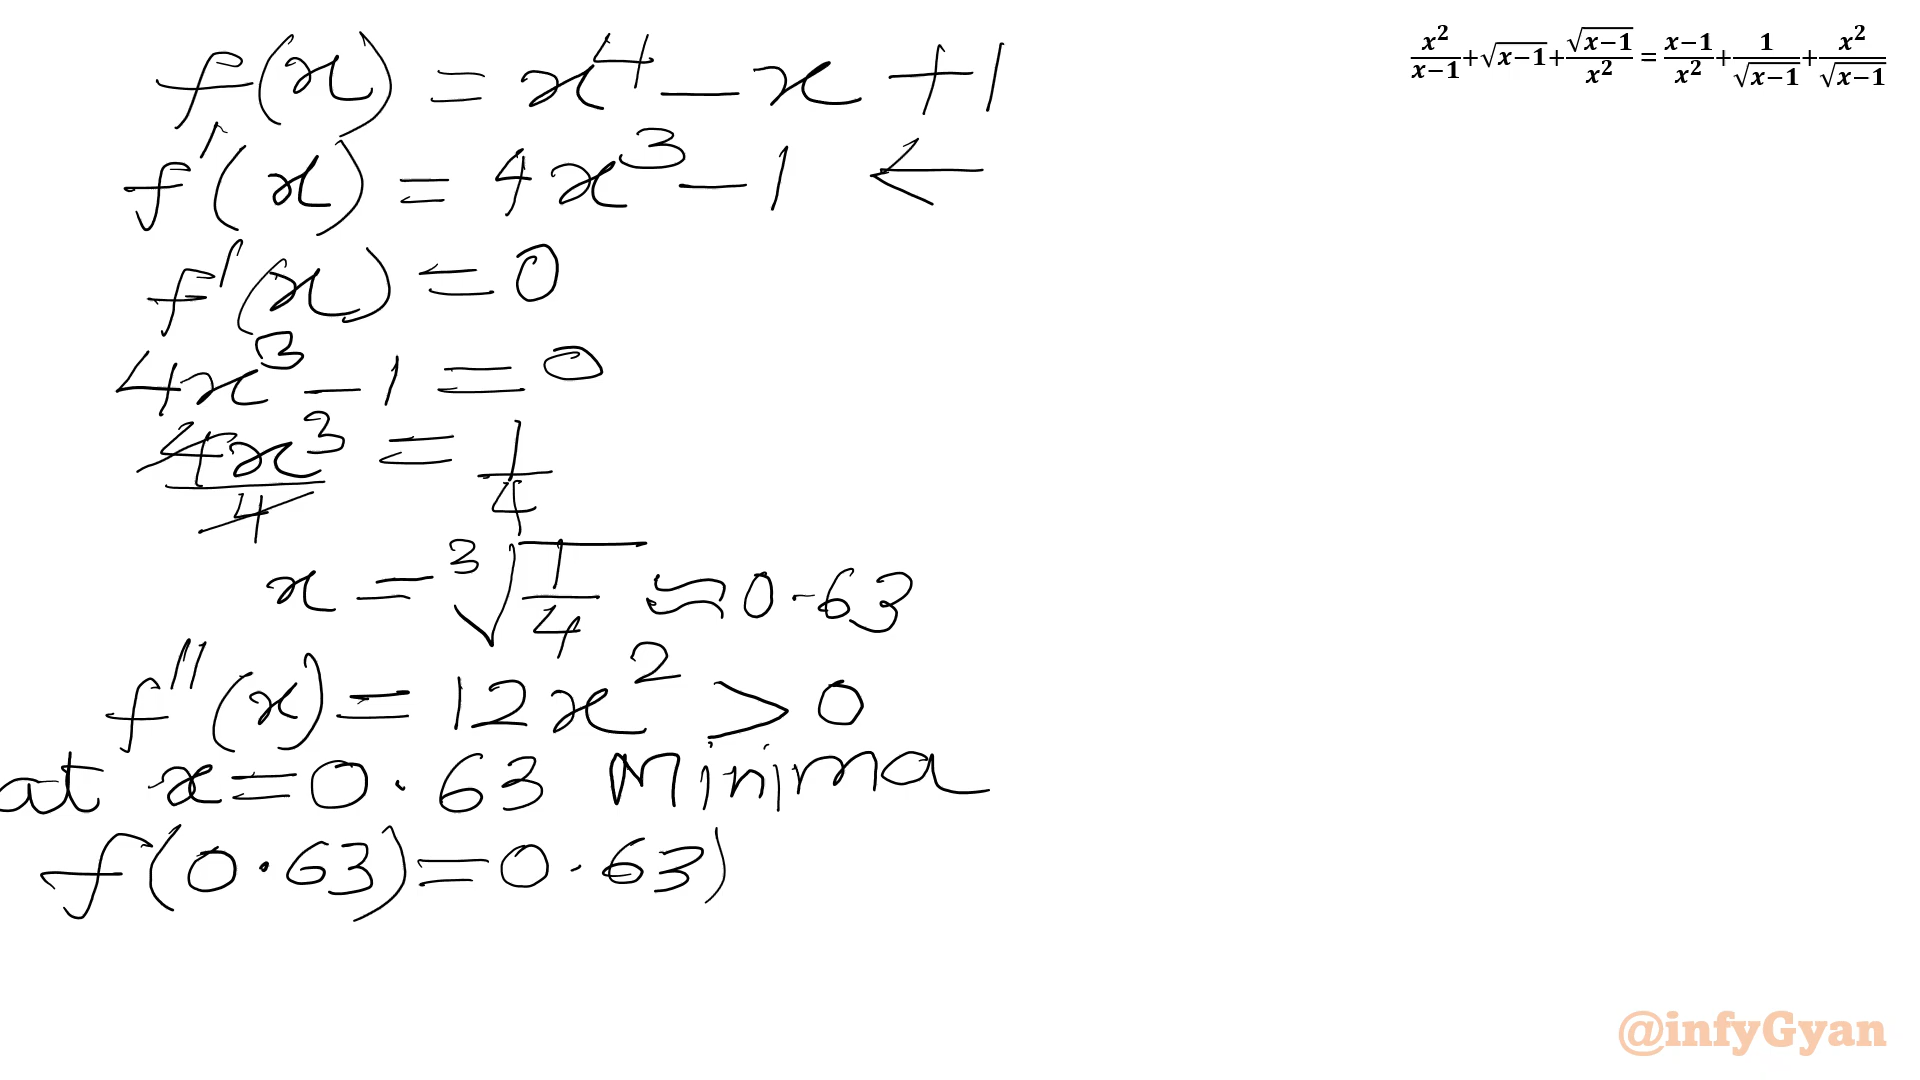 f(x) = x⁴ - x + 1
x²/(x-1) + √(x-1) + √(x-1)/x² = (x-1)/x² + 1/√(x-1) + x²/√(x-1)
f'(x) = 4x³ - 1 ←
f'(x) = 0
4x³ - 1 = 0
4x³/4 = 1/4
x = ∛(1/4) ≈ 0.63
f''(x) = 12x² > 0
at x = 0.63 Minima
f(0.63) = 0.63)
@infyGyan